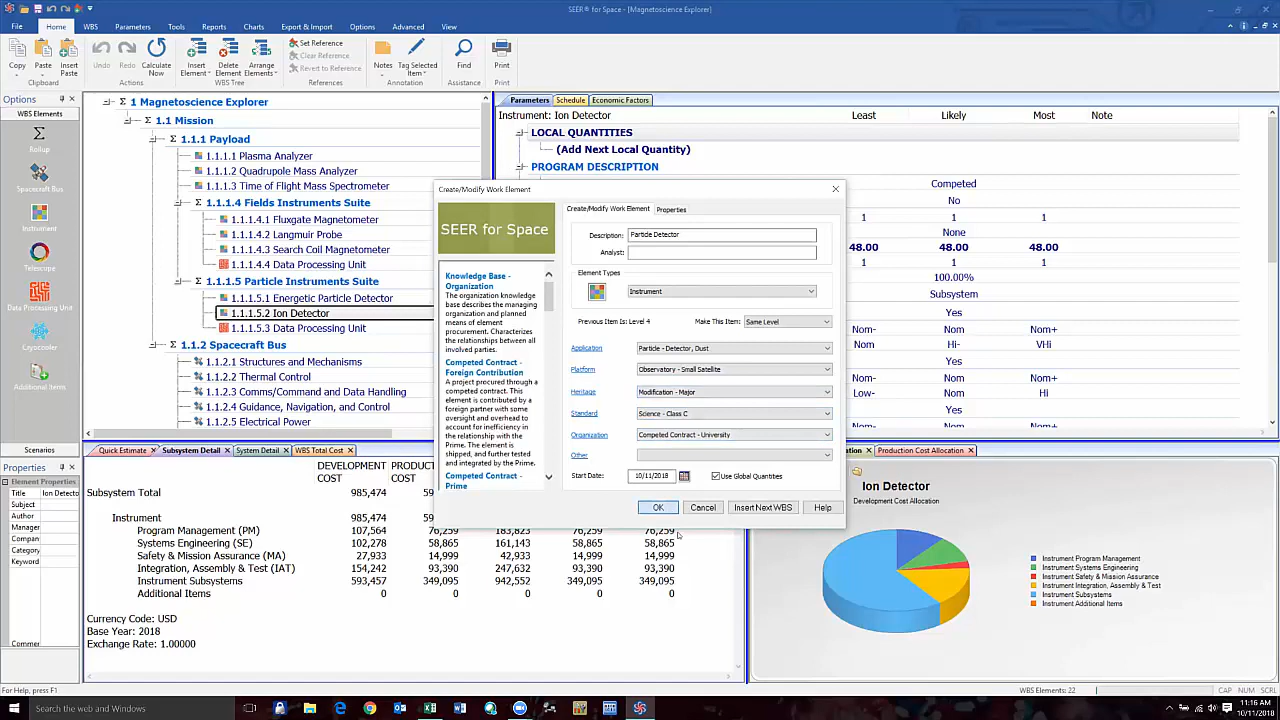 SEER® for Space - [Magnetoscience Explorer]
File Home WBS Parameters Tools Reports Charts Export & Import Options Advanced View
Copy Paste Insert Paste Undo Redo Calculate Now Insert Element Delete Element Arrange Elements Set Reference Clear Reference Revert to Reference Notes Tag Selected Item Find Print
Clipboard Actions WBS Tree References Annotation Assistance Print
Options
WBS Elements
Rollup
Spacecraft Bus
Instrument
Telescope
Data Processing Unit
Cryocooler
Additional Items
Scenarios
1 Magnetoscience Explorer
1.1 Mission
1.1.1 Payload
1.1.1.1 Plasma Analyzer
1.1.1.2 Quadrupole Mass Analyzer
1.1.1.3 Time of Flight Mass Spectrometer
1.1.1.4 Fields Instruments Suite
1.1.1.4.1 Fluxgate Magnetometer
1.1.1.4.2 Langmuir Probe
1.1.1.4.3 Search Coil Magnetometer
1.1.1.4.4 Data Processing Unit
1.1.1.5 Particle Instruments Suite
1.1.1.5.1 Energetic Particle Detector
1.1.1.5.2 Ion Detector
1.1.1.5.3 Data Processing Unit
1.1.2 Spacecraft Bus
1.1.2.1 Structures and Mechanisms
1.1.2.2 Thermal Control
1.1.2.3 Comms/Command and Data Handling
1.1.2.4 Guidance, Navigation, and Control
1.1.2.5 Electrical Power
Parameters Schedule Economic Factors
Instrument: Ion Detector Least Likely Most Note
LOCAL QUANTITIES
(Add Next Local Quantity)
PROGRAM DESCRIPTION
Competed
No
1 1 1
None
48.00 48.00 48.00
1 1 1
100.00%
Subsystem
Yes
Nom- Nom Nom+
Nom Hi- VHi
Yes
Nom- Nom Nom+
Low- Nom Hi
Yes
Nom- Nom Nom+
Create/Modify Work Element
SEER for Space
Knowledge Base -
Organization
The organization knowledge
base describes the managing
organization and planned
means of element
procurement. Characterizes
the relationships between all
involved parties.
Competed Contract -
Foreign Contribution
A project procured through a
competed contract. This
element is contributed by a
foreign partner with some
oversight and overhead to
account for inefficiency in
the relationship with the
Prime. The element is
shipped, and further tested
and integrated by the Prime.
Competed Contract -
Prime
Create/Modify Work Element Properties
Description: Particle Detector
Analyst:
Element Types
Instrument
Previous Item Is: Level 4 Make This Item: Same Level
Application Particle - Detector, Dust
Platform Observatory - Small Satellite
Heritage Modification - Major
Standard Science - Class C
Organization Competed Contract - University
Other
Start Date: 10/11/2018 Use Global Quantities
OK Cancel Insert Next WBS Help
Properties
Element Properties
Title Ion Detecto
Subject
Author
Manager
Compan
Category
Keyword
Commer
Quick Estimate Subsystem Detail System Detail WBS Total Cost
DEVELOPMENT COST
Subsystem Total 985,474
Instrument 985,474
Program Management (PM) 107,564 76,259 183,823 76,259 76,259
Systems Engineering (SE) 102,278 58,865 161,143 58,865 58,865
Safety & Mission Assurance (MA) 27,933 14,999 42,933 14,999 14,999
Integration, Assembly & Test (IAT) 154,242 93,390 247,632 93,390 93,390
Instrument Subsystems 593,457 349,095 942,552 349,095 349,095
Additional Items 0 0 0 0 0
Currency Code: USD
Base Year: 2018
Exchange Rate: 1.00000
Production Cost Allocation
Ion Detector
Development Cost Allocation
Instrument Program Management
Instrument Systems Engineering
Instrument Safety & Mission Assurance
Instrument Integration, Assembly & Test
Instrument Subsystems
Instrument Additional Items
For Help, press F1 WBS Elements: 22 CAP NUM SCRL
Search the web and Windows
11:16 AM
10/11/2018